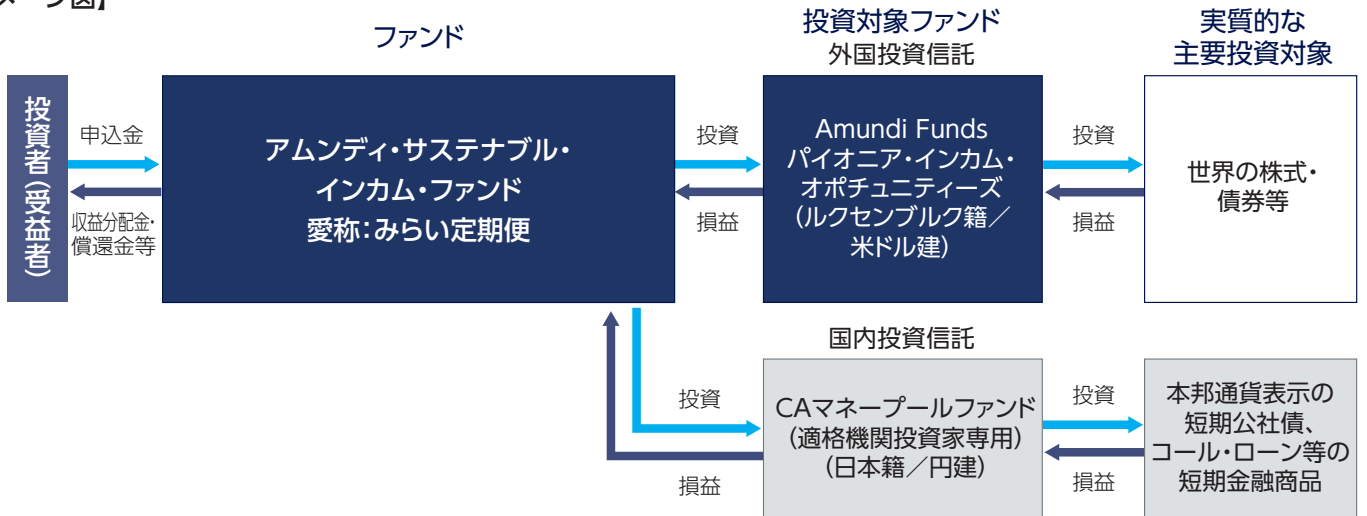 ファンド
投資対象ファンド
外国投資信託
実質的な
主要投資対象
投資者(受益者)
申込金
収益分配金・
償還金等
アムンディ・サステナブル・
インカム・ファンド
愛称：みらい定期便
投資
損益
Amundi Funds
パイオニア・インカム・
オポチュニティーズ
(ルクセンブルク籍／
米ドル建)
投資
損益
世界の株式・
債券等
国内投資信託
投資
損益
CAマネープールファンド
(適格機関投資家専用)
(日本籍／円建)
投資
損益
本邦通貨表示の
短期公社債、
コール・ローン等の
短期金融商品